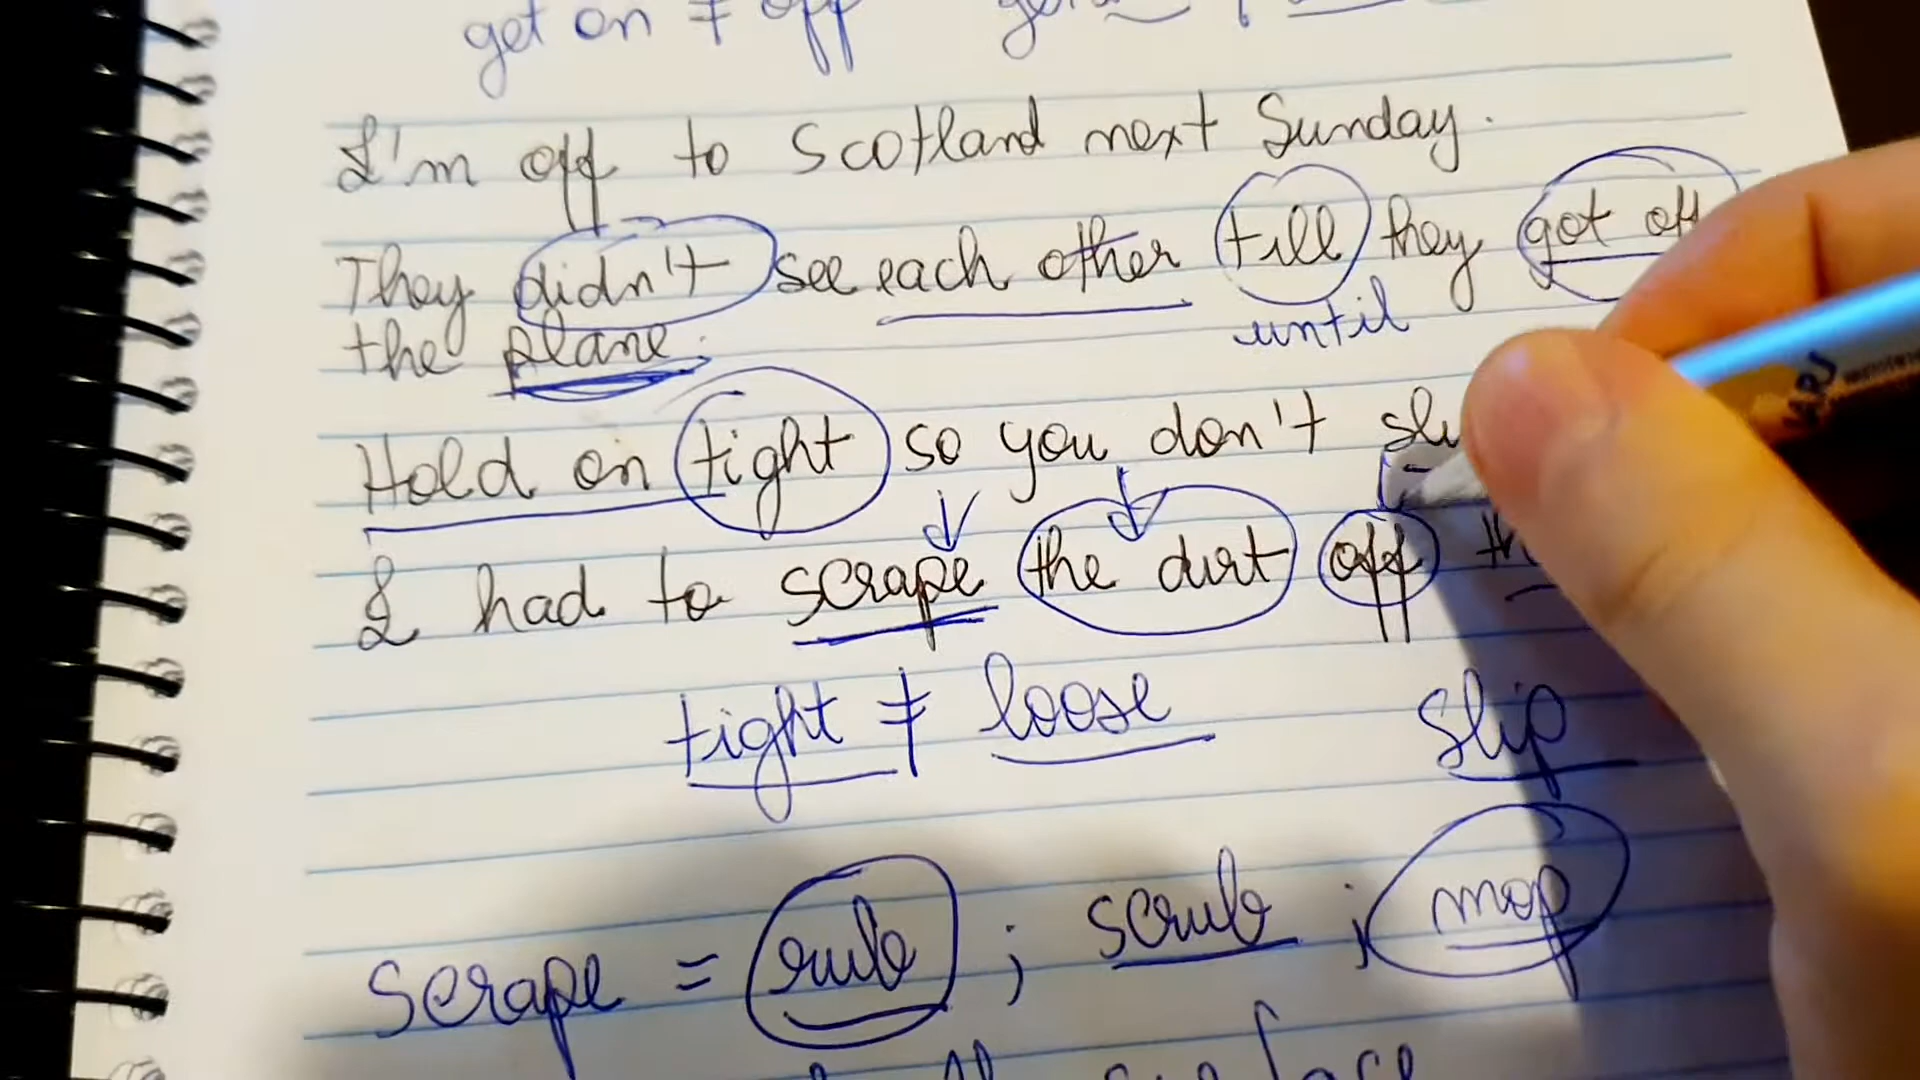 get on ≠ off
I'm off to Scotland next Sunday.
They didn't see each other till they got off
until
the plane.
Hold on tight so you don't
I had to scrape the dirt off
tight ≠ loose slip
scrape = rub ; scrub ; mop
surface